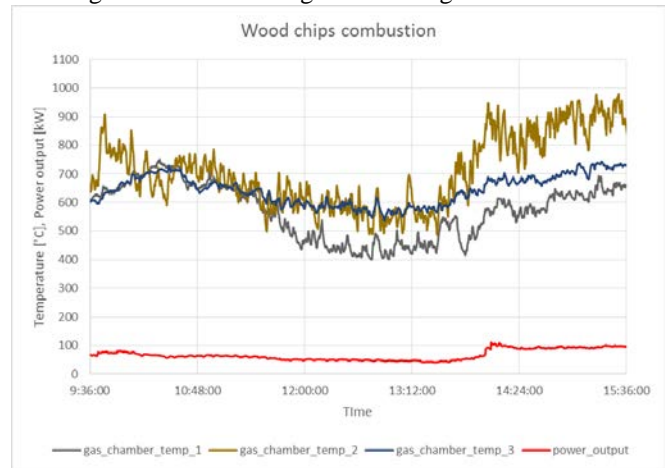 Wood chips combustion
Temperature [°C], Power output [kW]
1100
1000
900
800
700
600
500
400
300
200
100
0
9:36:00 10:48:00 12:00:00 13:12:00 14:24:00 15:36:00
TIme
gas_chamber_temp_1 gas_chamber_temp_2 gas_chamber_temp_3 power_output